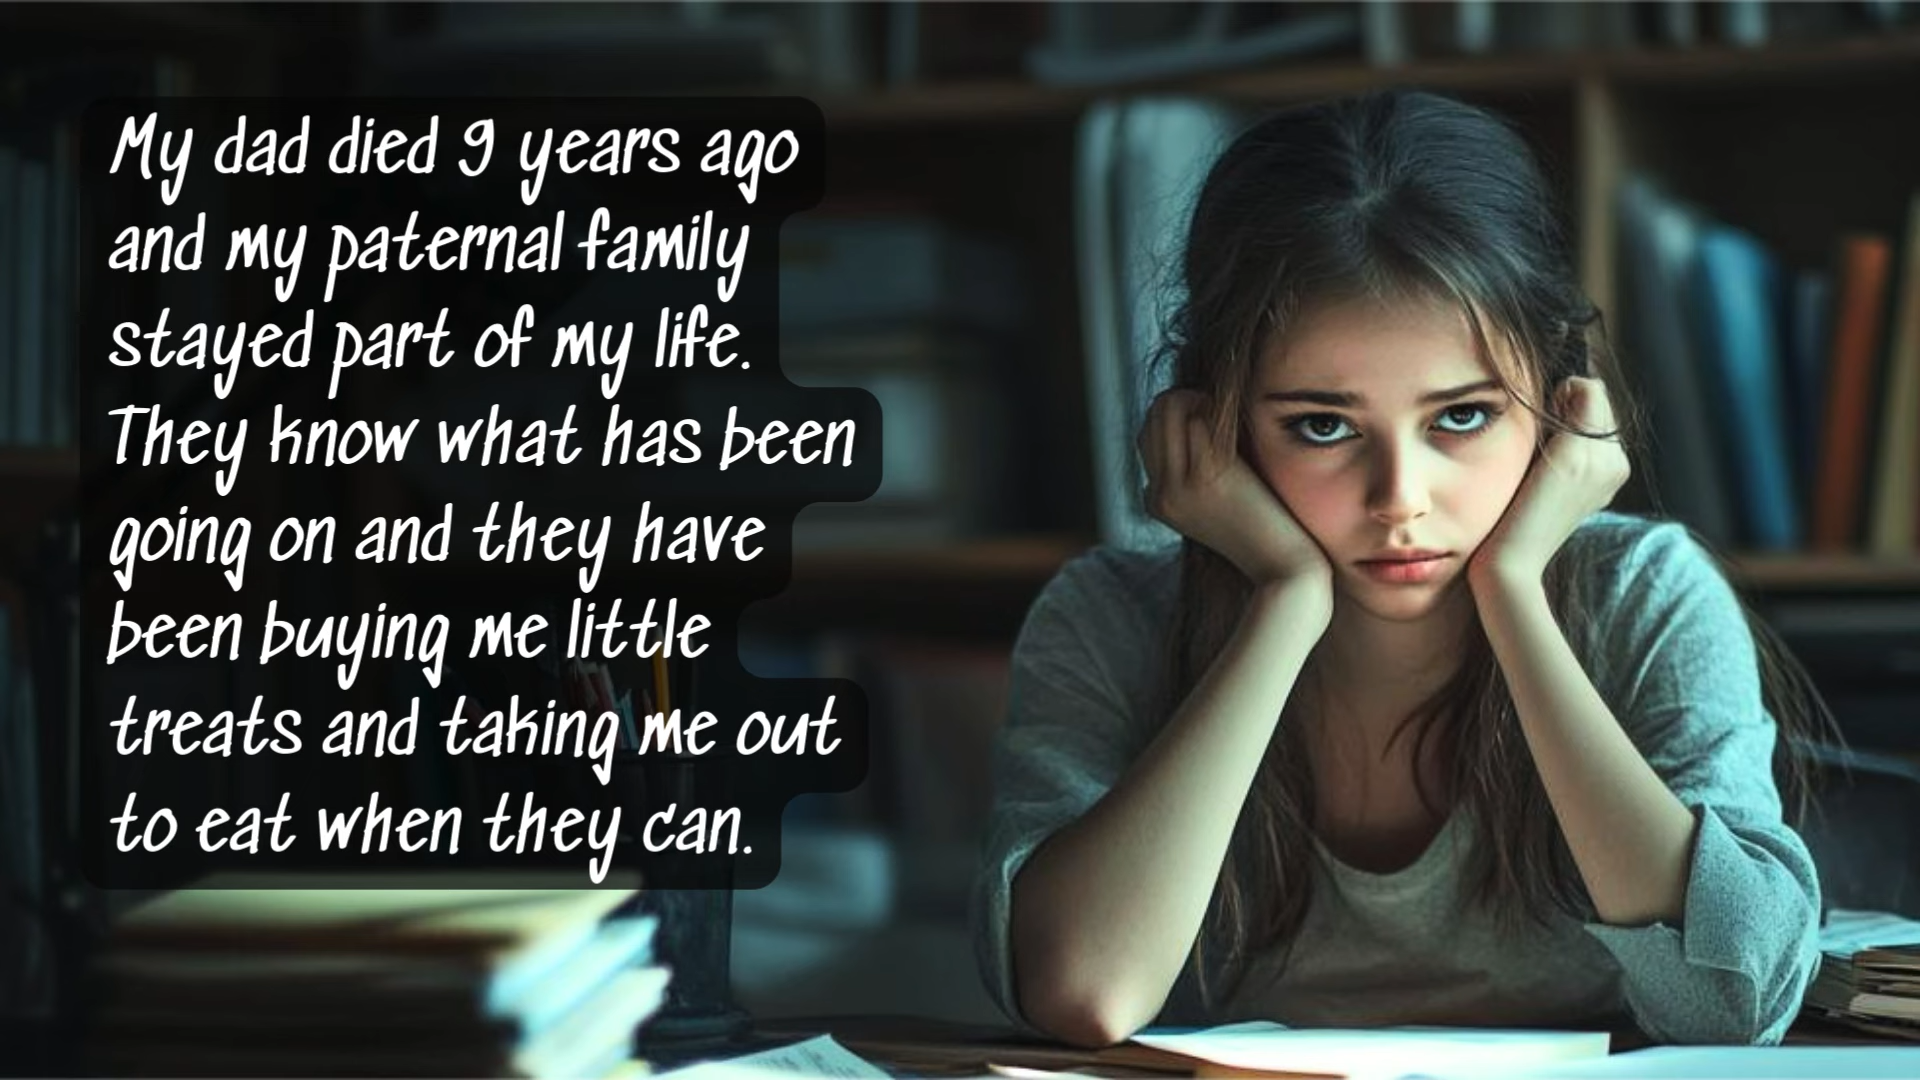 My dad died 9 years ago
and my paternal family
stayed part of my life.
They know what has been
going on and they have
been buying me little
treats and taking me out
to eat when they can.